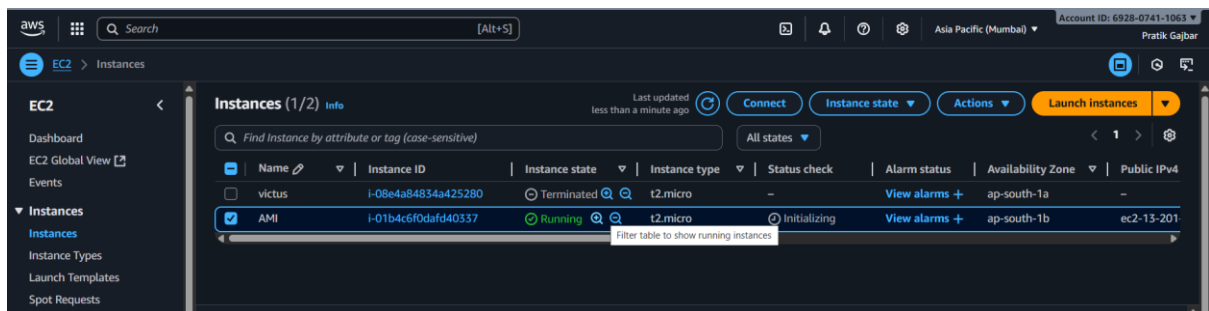 aws Search [Alt+S] Asia Pacific (Mumbai) ▼ Account ID: 6928-0741-1063 ▼
Pratik Gajbar
EC2 > Instances
EC2
Dashboard
EC2 Global View
Events
▼ Instances
Instances
Instance Types
Launch Templates
Spot Requests
Instances (1/2) Info
Last updated
less than a minute ago
Connect
Instance state ▼
Actions ▼
Launch instances ▼
Find Instance by attribute or tag (case-sensitive)
All states ▼
< 1 >
Name Instance ID Instance state Instance type Status check Alarm status Availability Zone Public IPv4
victus i-08e4a84834a425280 Terminated t2.micro – View alarms + ap-south-1a –
AMI i-01b4c6f0dafd40337 Running t2.micro Initializing View alarms + ap-south-1b ec2-13-201-
Filter table to show running instances